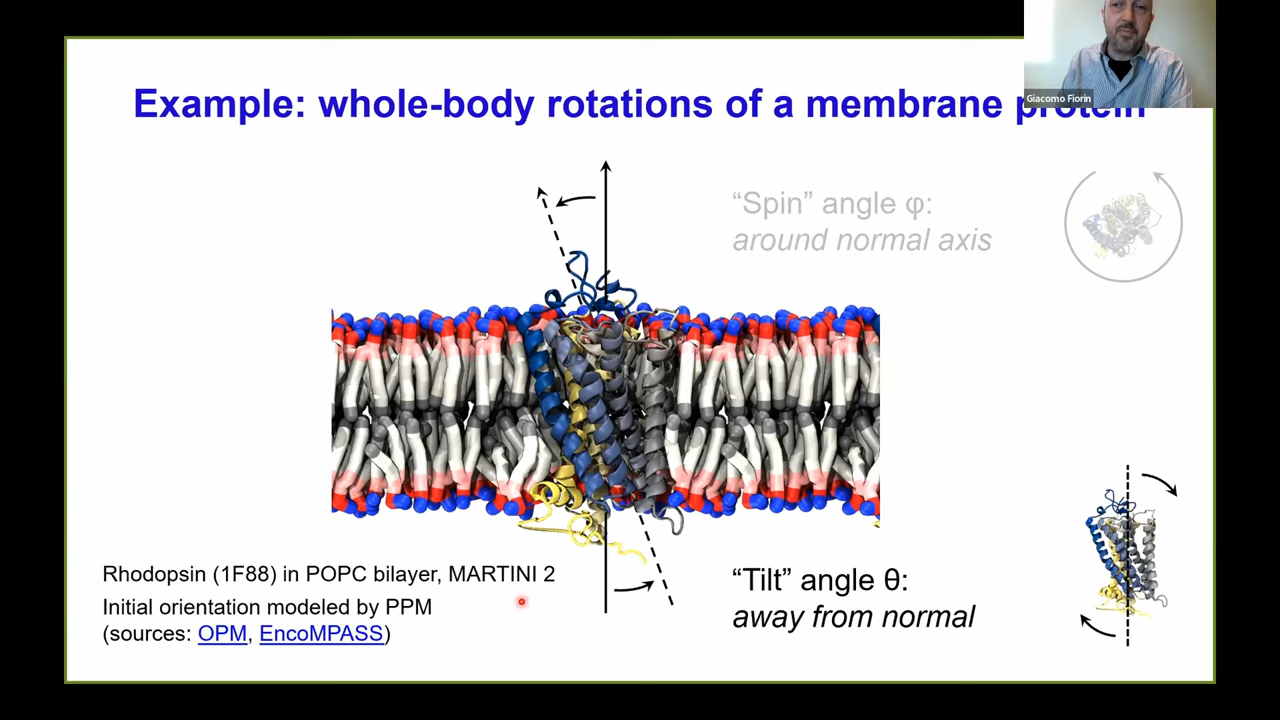 Example: whole-body rotations of a membrane protein
Giacomo Fiorin
“Spin” angle φ:
around normal axis
Rhodopsin (1F88) in POPC bilayer, MARTINI 2
Initial orientation modeled by PPM
(sources: OPM, EncoMPASS)
“Tilt” angle θ:
away from normal